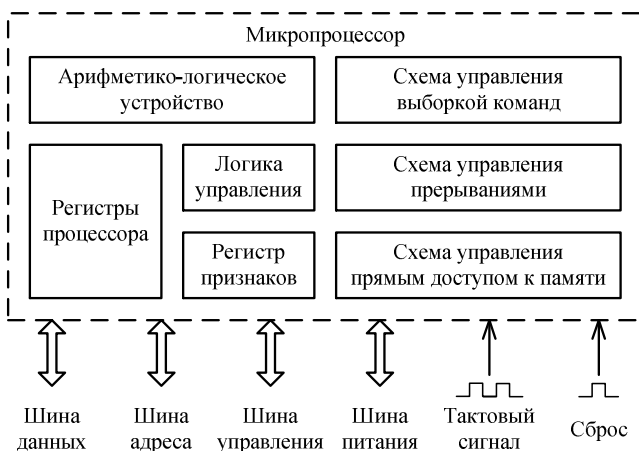 Микропроцессор
Арифметико-логическое
устройство
Схема управления
выборкой команд
Регистры
процессора
Логика
управления
Схема управления
прерываниями
Регистр
признаков
Схема управления
прямым доступом к памяти
Шина
данных
Шина
адреса
Шина
управления
Шина
питания
Тактовый
сигнал
Сброс